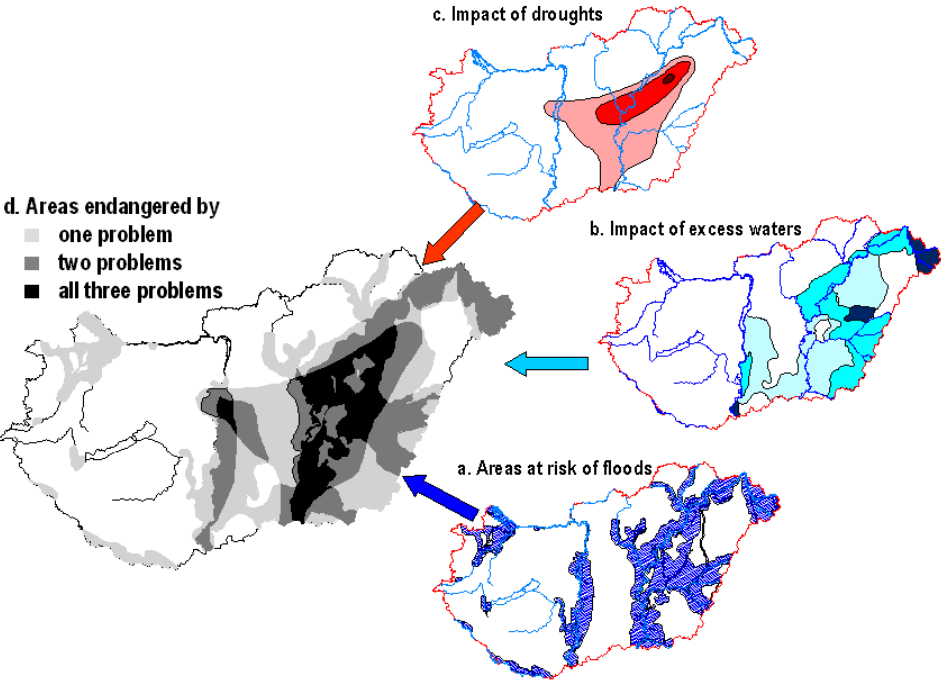 c. Impact of droughts
d. Areas endangered by
one problem
two problems
all three problems
b. Impact of excess waters
a. Areas at risk of floods